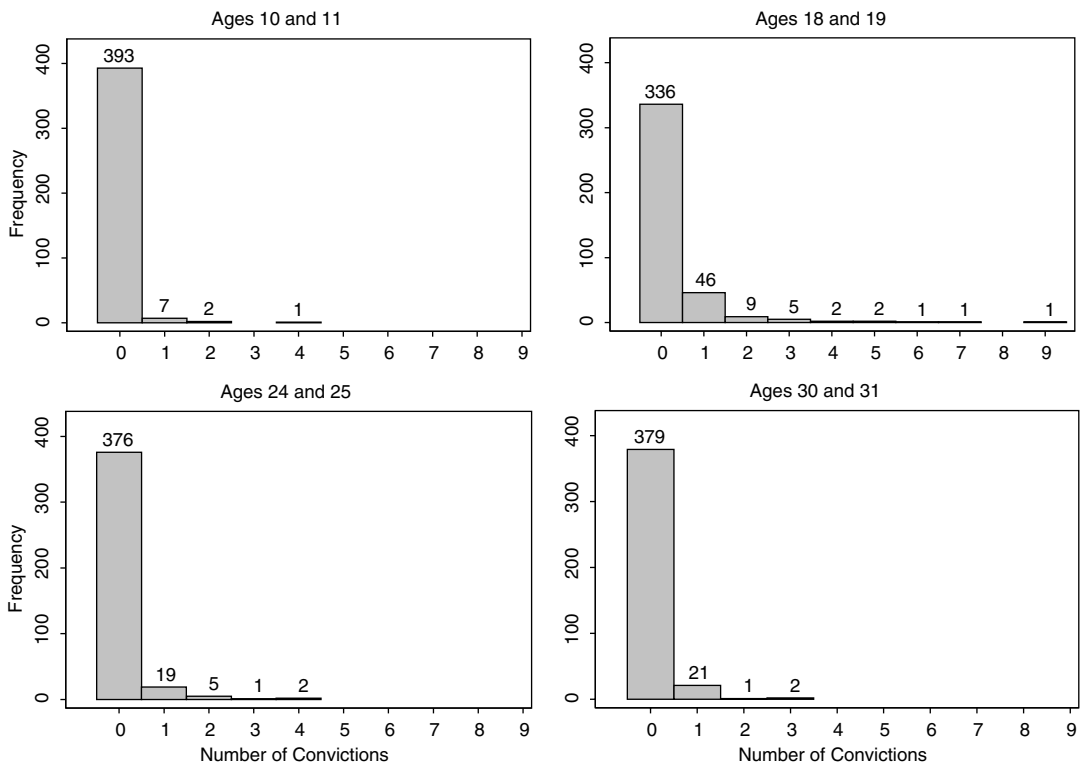 Ages 10 and 11
Frequency
0 100 200 300 400
393 7 2 1
0 1 2 3 4 5 6 7 8 9
Ages 18 and 19
0 100 200 300 400
336 46 9 5 2 2 1 1 1
0 1 2 3 4 5 6 7 8 9
Ages 24 and 25
Frequency
0 100 200 300 400
376 19 5 1 2
0 1 2 3 4 5 6 7 8 9
Number of Convictions
Ages 30 and 31
0 100 200 300 400
379 21 1 2
0 1 2 3 4 5 6 7 8 9
Number of Convictions